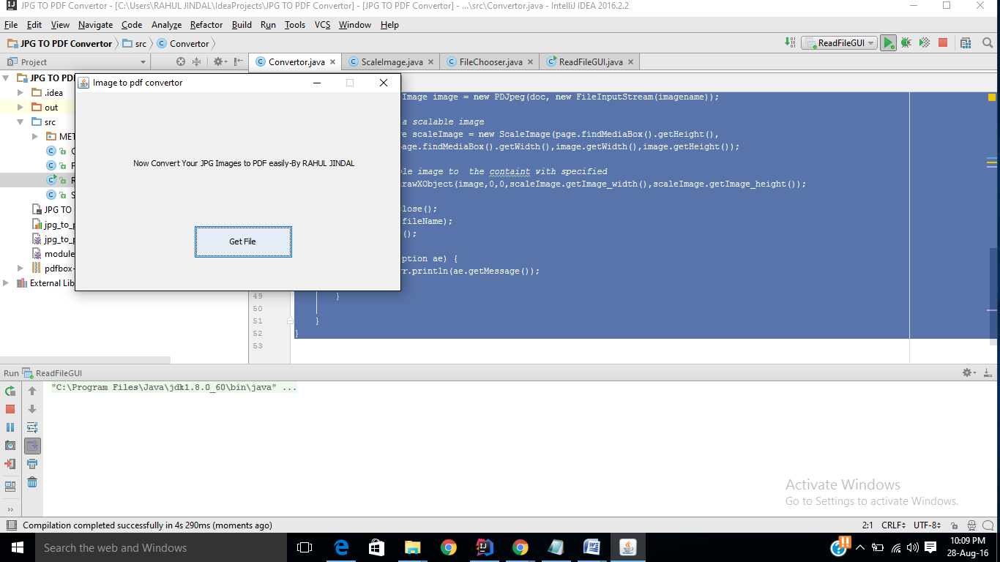 JPG TO PDF Convertor - [C:\Users\RAHUL JINDAL\IdeaProjects\JPG TO PDF Convertor] - [JPG TO PDF Convertor] - ...\src\Convertor.java - IntelliJ IDEA 2016.2.2
File Edit View Navigate Code Analyze Refactor Build Run Tools VCS Window Help
JPG TO PDF Convertor src Convertor ReadFileGUI
Project Convertor.java ScaleImage.java FileChooser.java ReadFileGUI.java
JPG TO PDF
.idea
out
src
MET
JPG TO
jpg_to_p
jpg_to_p
module
pdfbox-
External Lib
Image to pdf convertor
Now Convert Your JPG Images to PDF easily-By RAHUL JINDAL
Get File
Image image = new PDJpeg(doc, new FileInputStream(imagename));
a scalable image
e scaleImage = new ScaleImage(page.findMediaBox().getHeight(),
page.findMediaBox().getWidth(),image.getWidth(),image.getHeight());
le image to the containt with specified
rawXObject(image,0,0,scaleImage.getImage_width(),scaleImage.getImage_height());
lose();
fileName);
();
ption ae) {
rr.println(ae.getMessage());
49 }
50
51 }
52 }
53
Run ReadFileGUI
"C:\Program Files\Java\jdk1.8.0_60\bin\java" ...
Activate Windows
Go to Settings to activate Windows.
Compilation completed successfully in 4s 290ms (moments ago) 2:1 CRLF UTF-8
Search the web and Windows
10:09 PM
28-Aug-16